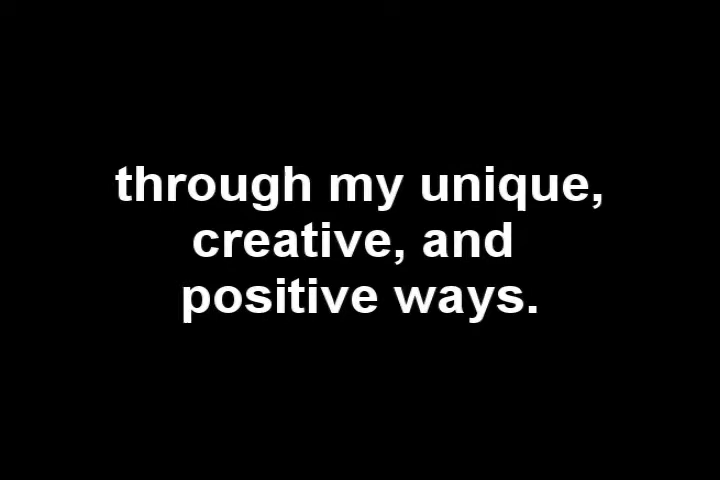 through my unique,
creative, and
positive ways.